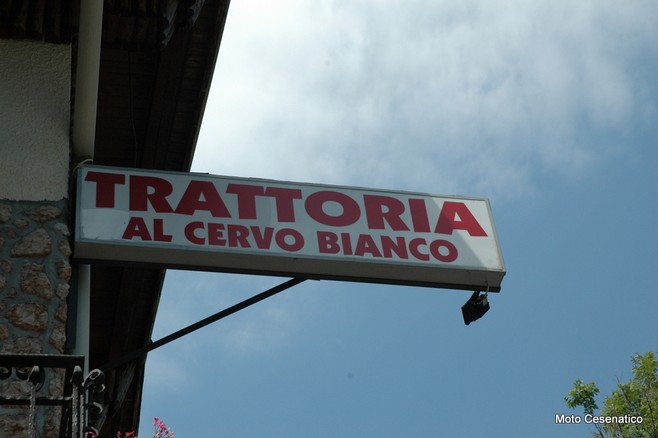 TRATTORIA
AL CERVO BIANCO
Moto Cesenatico